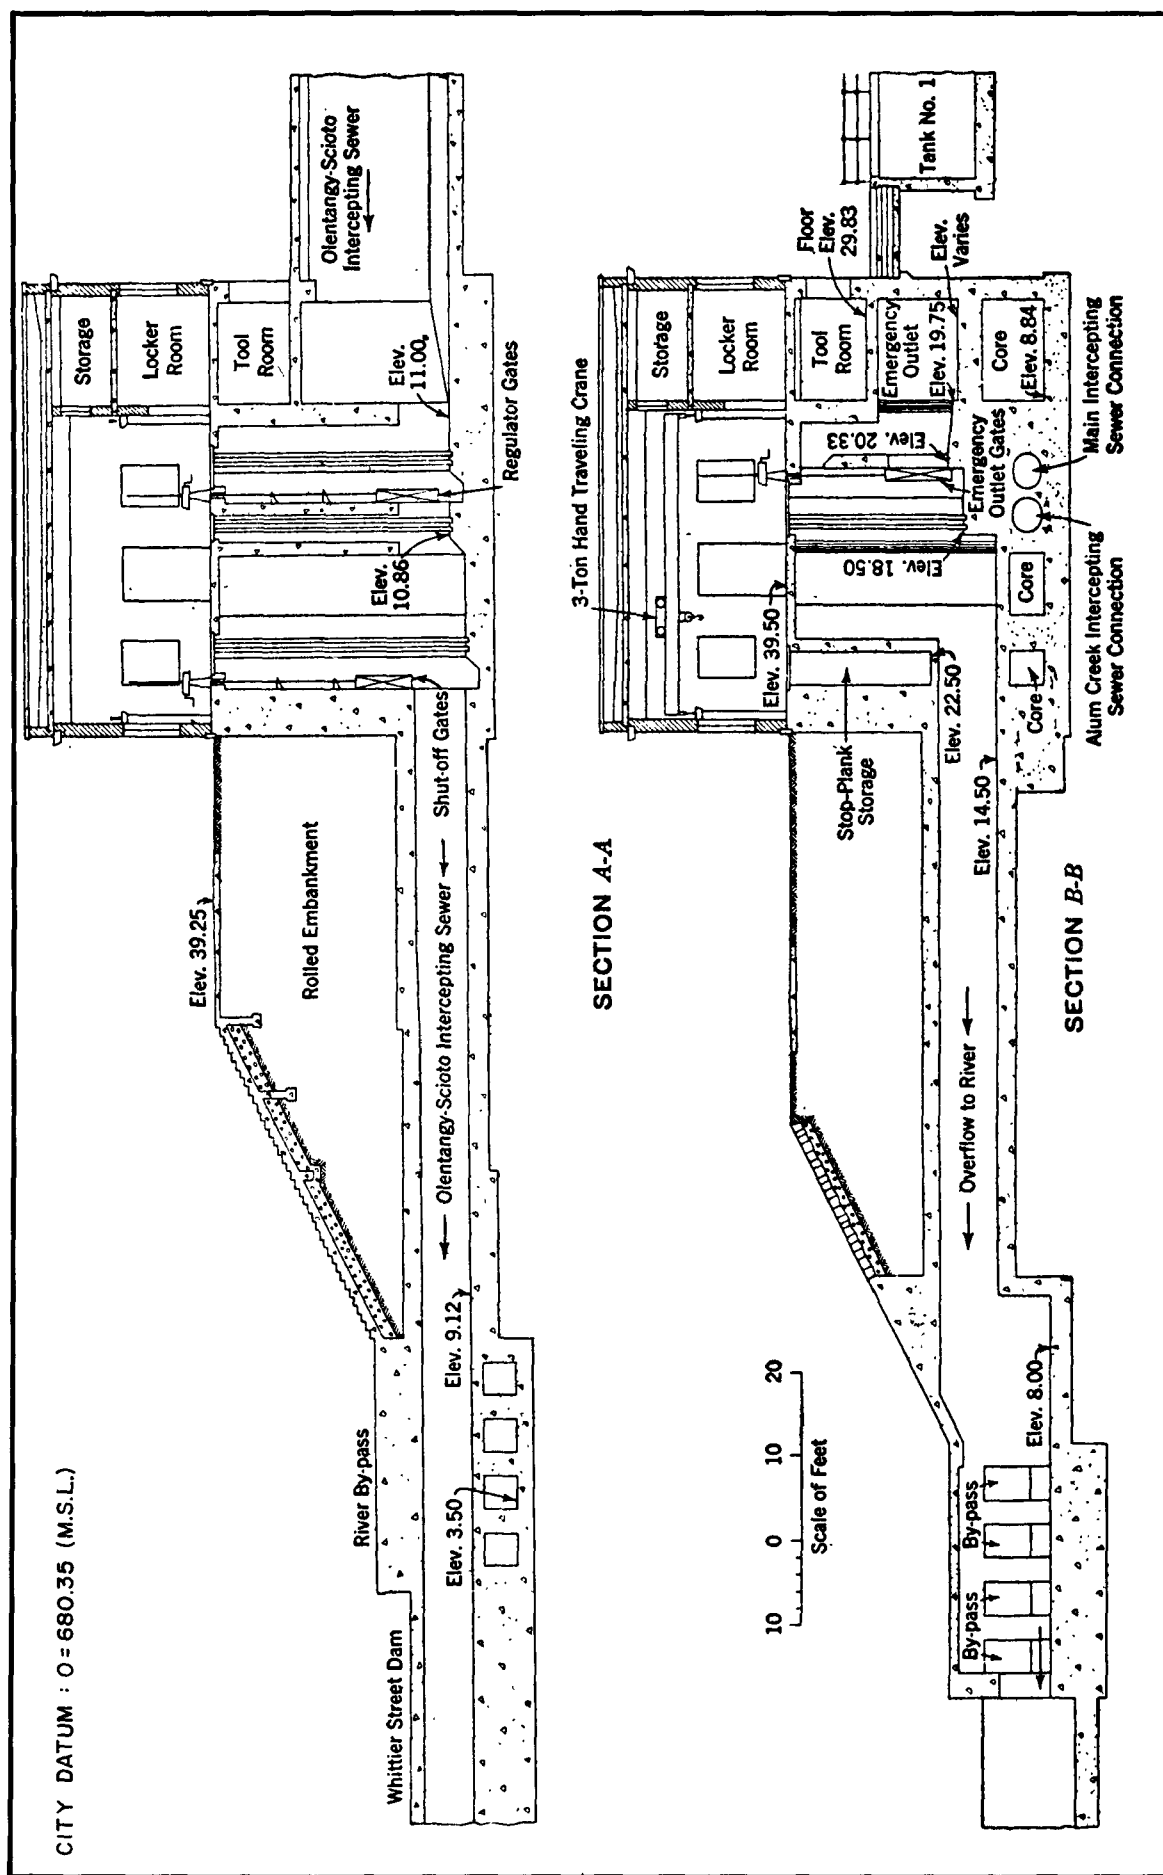 CITY DATUM : 0 = 680.35 (M.S.L.)
Storage
Locker
Room
Tool
Room
Olentangy-Scioto
Intercepting Sewer
Elev.
11.00
Regulator Gates
Elev.
10.86
Shut-off Gates
Elev. 39.25
Rolled Embankment
Olentangy-Scioto Intercepting Sewer
Elev. 9.12
River By-pass
Elev. 3.50
Whittier Street Dam
SECTION A-A
3-Ton Hand Traveling Crane
Storage
Locker
Room
Tool
Room
Floor
Elev.
29.83
Tank No. 1
Emergency
Outlet
Elev. 19.75
Elev.
Varies
Core
Elev. 8.84
Main Intercepting
Sewer Connection
Elev. 20.33
Emergency
Outlet Gates
Elev. 18.50
Alum Creek Intercepting
Sewer Connection
Core
Core
Elev. 39.50
Stop-Plank
Storage
Elev. 22.50
Elev. 14.50
Overflow to River
Elev. 8.00
By-pass
By-pass
By-pass
By-pass
10 0 10 20
Scale of Feet
SECTION B-B